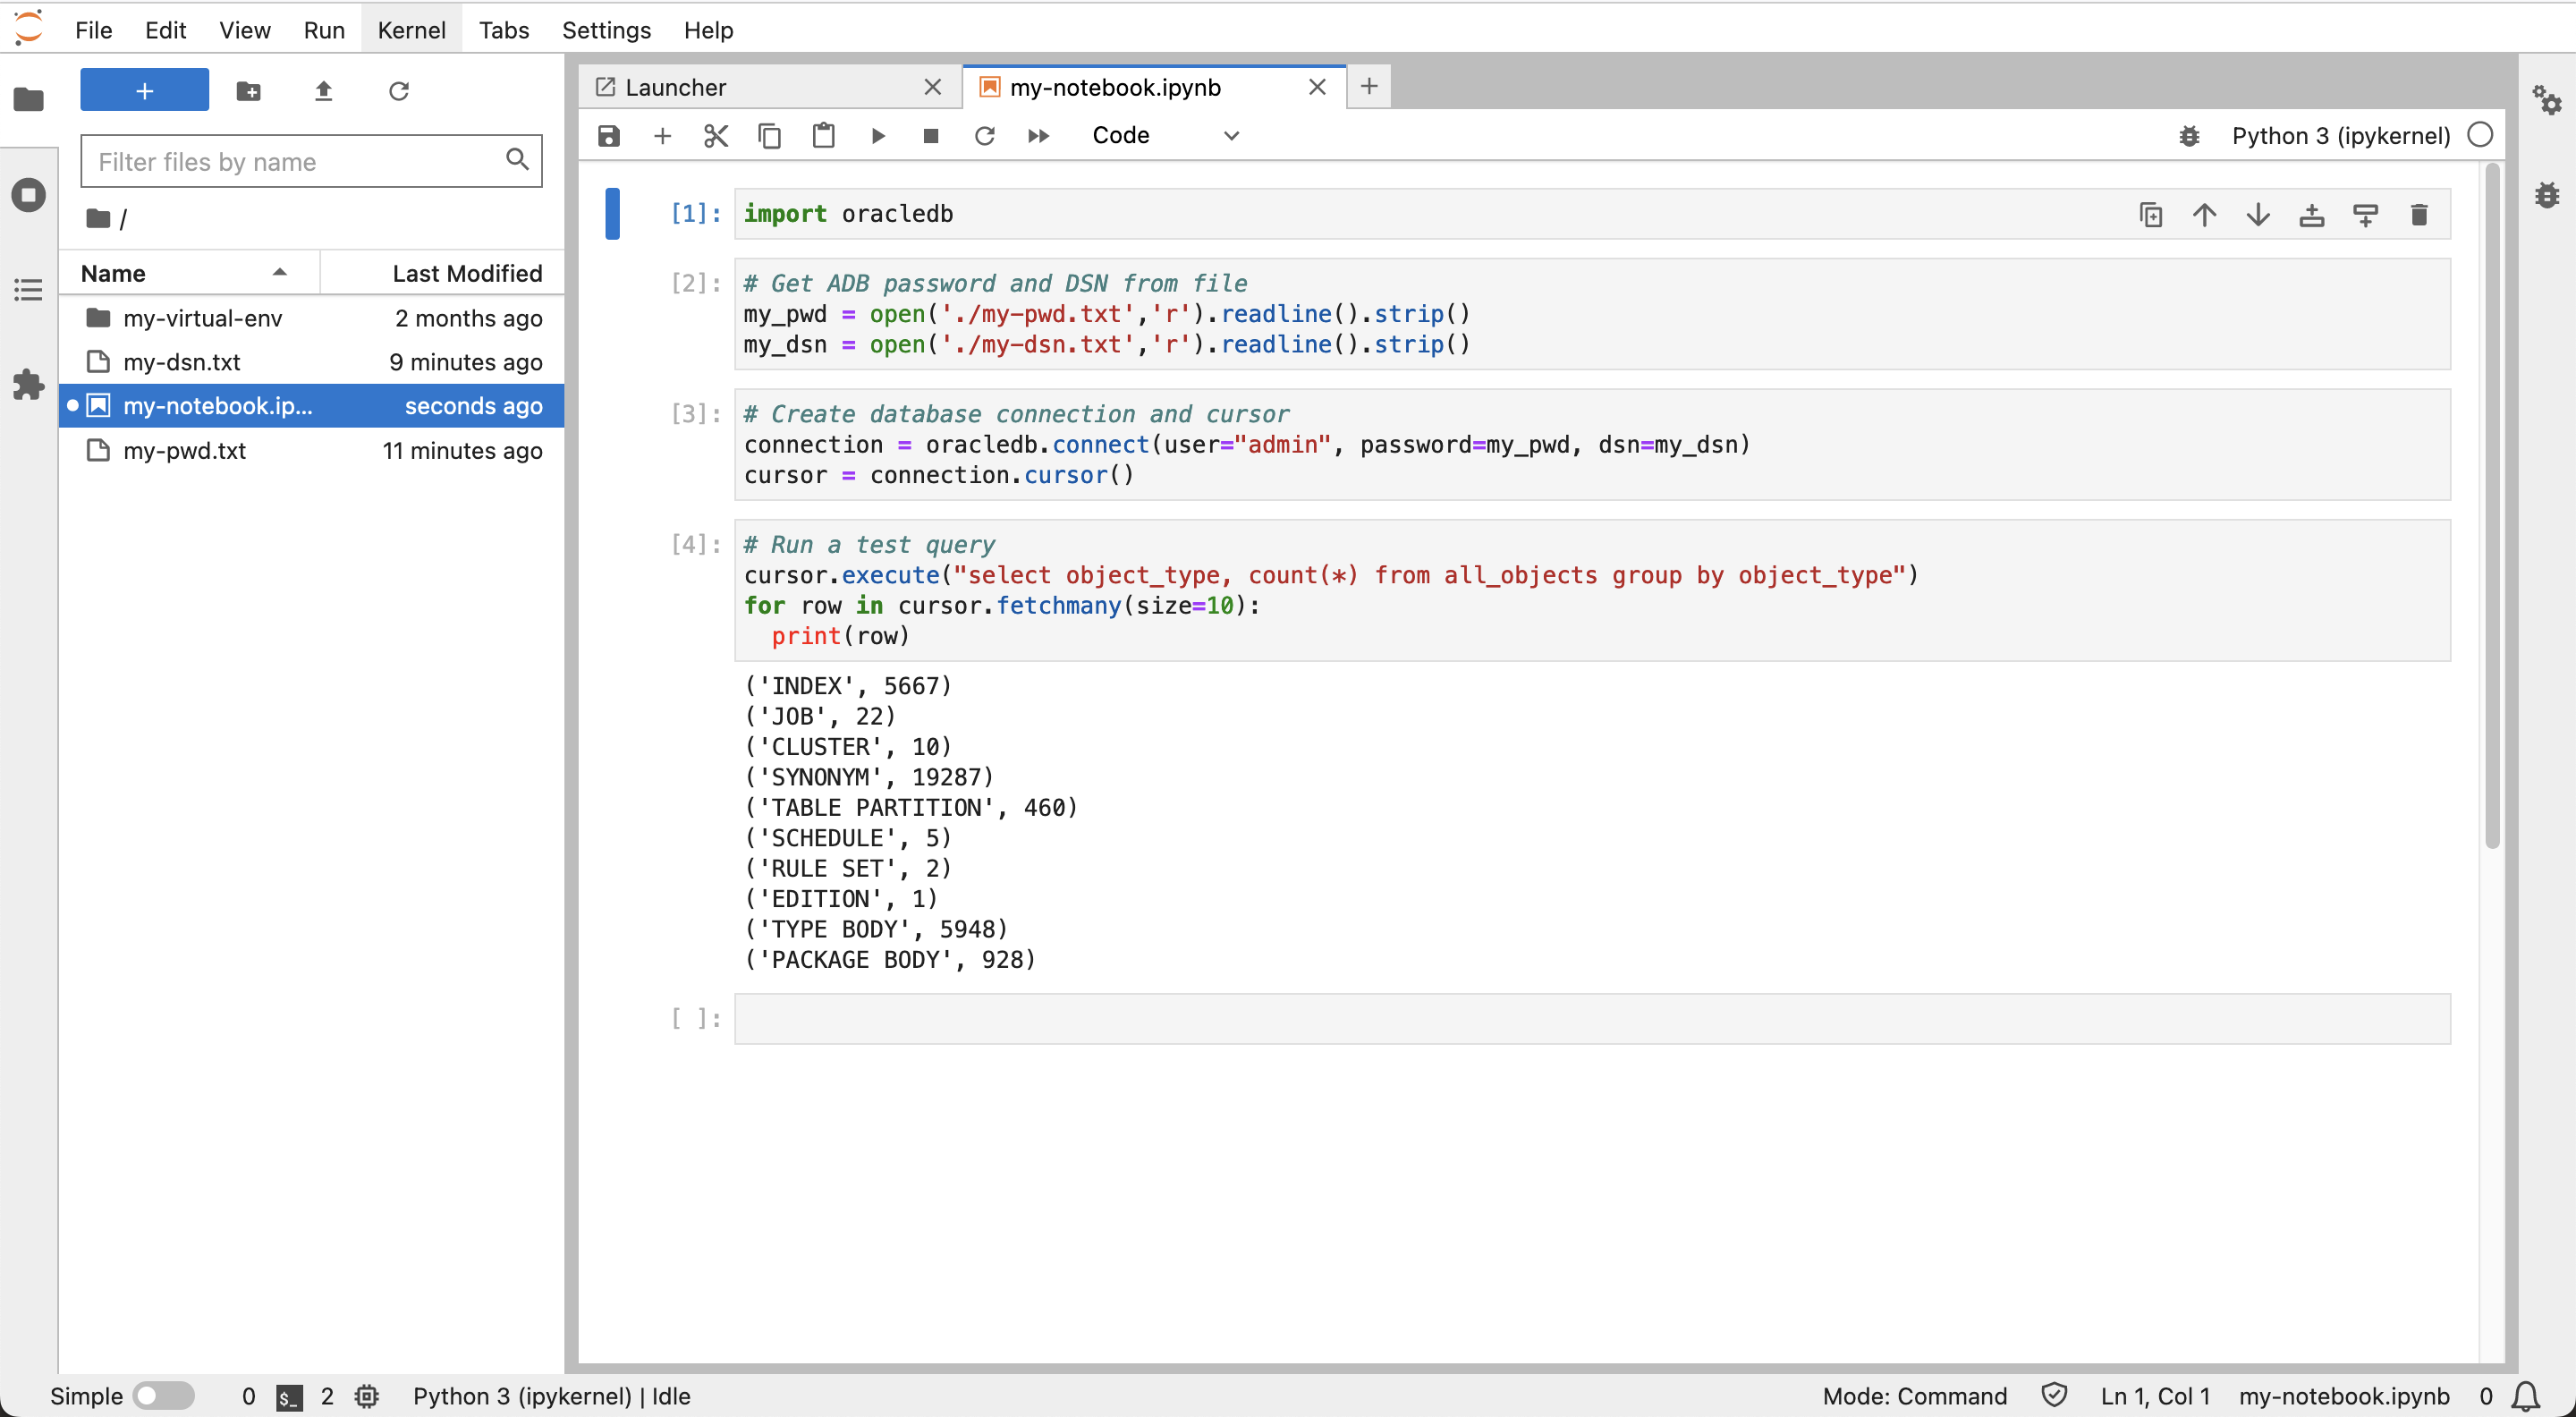 File Edit View Run Kernel Tabs Settings Help
+
Filter files by name
/
Name Last Modified
my-virtual-env 2 months ago
my-dsn.txt 9 minutes ago
my-notebook.ip... seconds ago
my-pwd.txt 11 minutes ago
Launcher my-notebook.ipynb
Code Python 3 (ipykernel)
[1]: import oracledb
[2]: # Get ADB password and DSN from file
my_pwd = open('./my-pwd.txt','r').readline().strip()
my_dsn = open('./my-dsn.txt','r').readline().strip()
[3]: # Create database connection and cursor
connection = oracledb.connect(user="admin", password=my_pwd, dsn=my_dsn)
cursor = connection.cursor()
[4]: # Run a test query
cursor.execute("select object_type, count(*) from all_objects group by object_type")
for row in cursor.fetchmany(size=10):
  print(row)
('INDEX', 5667)
('JOB', 22)
('CLUSTER', 10)
('SYNONYM', 19287)
('TABLE PARTITION', 460)
('SCHEDULE', 5)
('RULE SET', 2)
('EDITION', 1)
('TYPE BODY', 5948)
('PACKAGE BODY', 928)
[ ]:
Simple 0 $_ 2 Python 3 (ipykernel) | Idle Mode: Command Ln 1, Col 1 my-notebook.ipynb 0